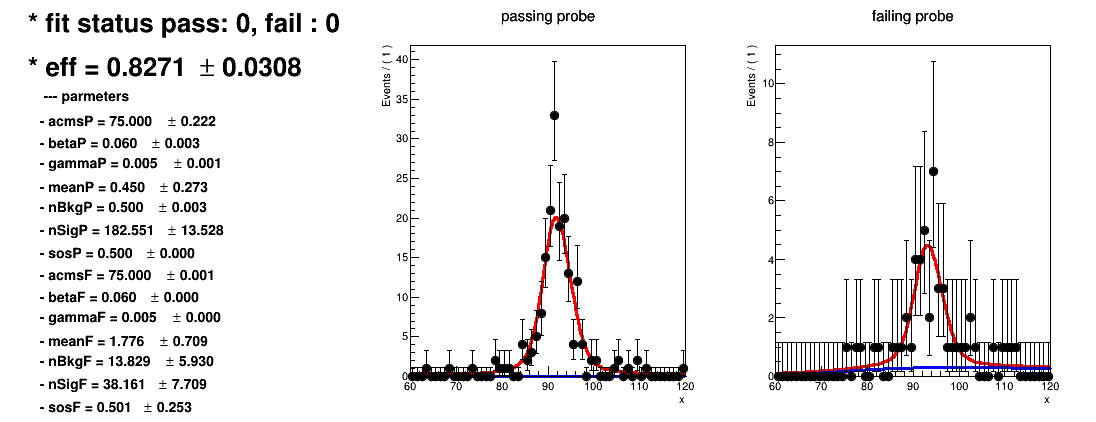 * fit status pass: 0, fail : 0
* eff = 0.8271 ± 0.0308
--- parmeters
- acmsP = 75.000 ± 0.222
- betaP = 0.060 ± 0.003
- gammaP = 0.005 ± 0.001
- meanP = 0.450 ± 0.273
- nBkgP = 0.500 ± 0.003
- nSigP = 182.551 ± 13.528
- sosP = 0.500 ± 0.000
- acmsF = 75.000 ± 0.001
- betaF = 0.060 ± 0.000
- gammaF = 0.005 ± 0.000
- meanF = 1.776 ± 0.709
- nBkgF = 13.829 ± 5.930
- nSigF = 38.161 ± 7.709
- sosF = 0.501 ± 0.253
passing probe
Events / ( 1 )
40
35
30
25
20
15
10
5
0
60 70 80 90 100 110 120
x
failing probe
Events / ( 1 )
10
8
6
4
2
0
60 70 80 90 100 110 120
x